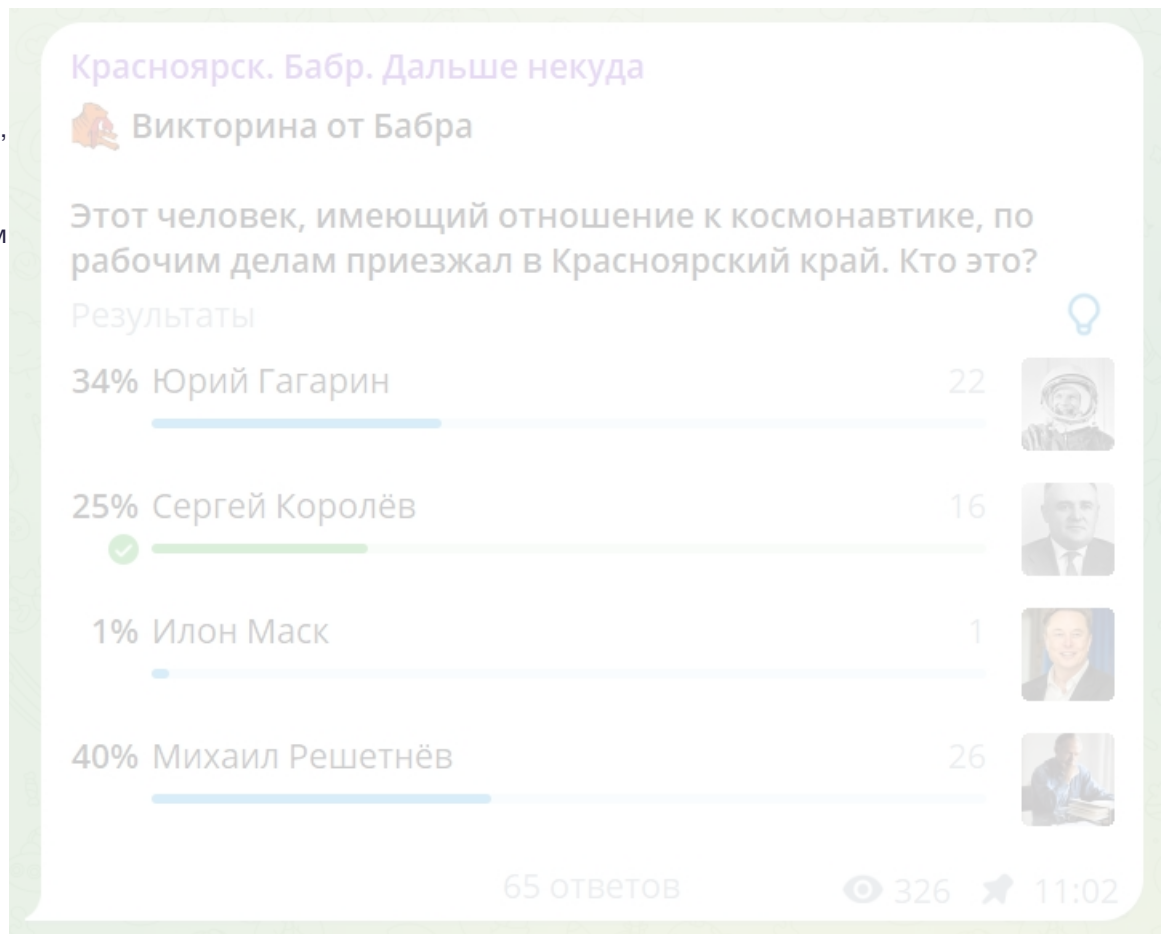 Красноярск. Бабр. Дальше некуда
Викторина от Бабра
Этот человек, имеющий отношение к космонавтике, по
рабочим делам приезжал в Красноярский край. Кто это?
Результаты
34% Юрий Гагарин 22
25% Сергей Королёв 16
1% Илон Маск 1
40% Михаил Решетнёв 26
65 ответов 326 11:02